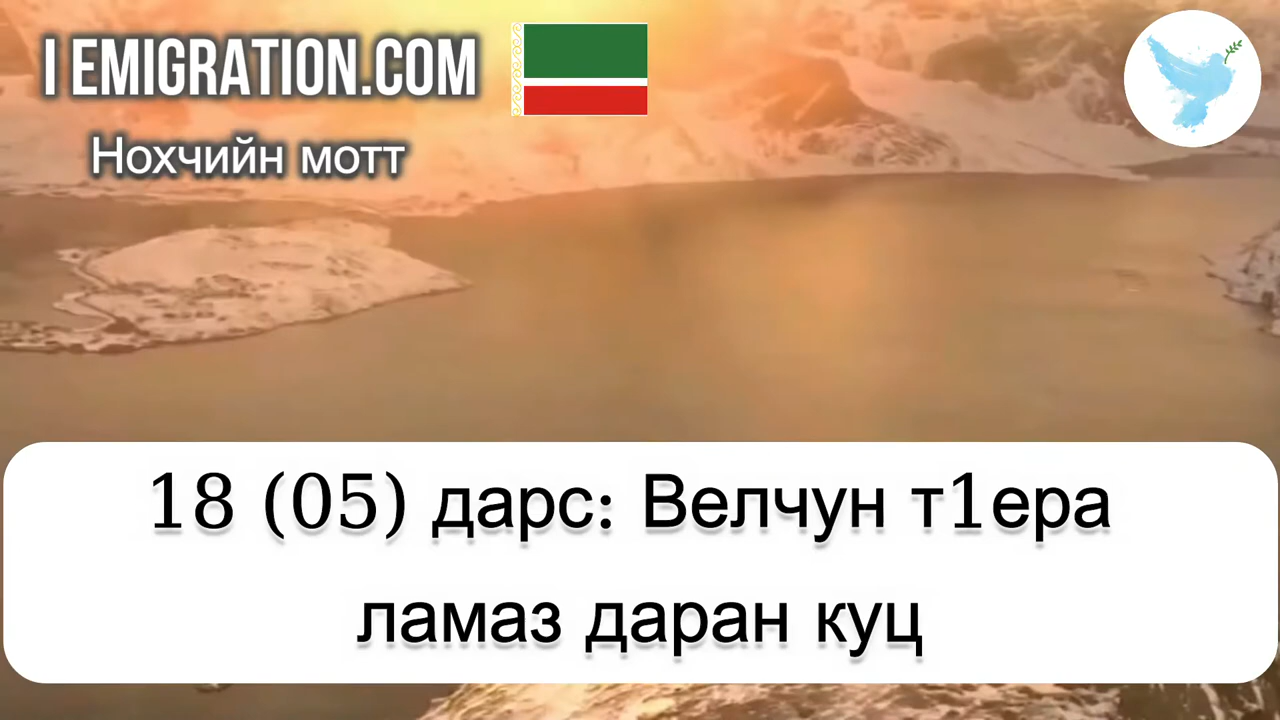 I EMIGRATION.COM
Нохчийн мотт
18 (05) дарс: Велчун т1ера
ламаз даран куц